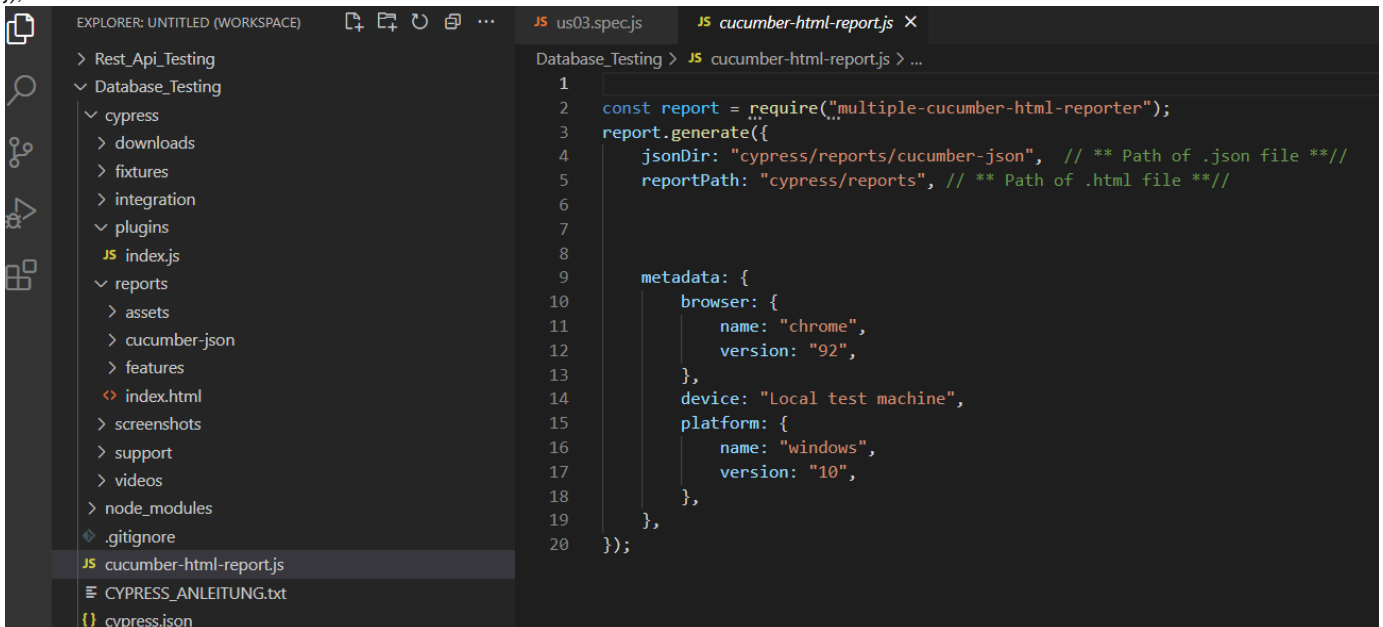 });
EXPLORER: UNTITLED (WORKSPACE)
> Rest_Api_Testing
Database_Testing
cypress
> downloads
> fixtures
> integration
plugins
JS index.js
reports
> assets
> cucumber-json
> features
<> index.html
> screenshots
> support
> videos
> node_modules
.gitignore
JS cucumber-html-report.js
CYPRESS_ANLEITUNG.txt
{} cypress.json
JS us03.spec.js JS cucumber-html-report.js ×
Database_Testing > JS cucumber-html-report.js > ...
1
2 const report = require("multiple-cucumber-html-reporter");
3 report.generate({
4 jsonDir: "cypress/reports/cucumber-json", // ** Path of .json file **//
5 reportPath: "cypress/reports", // ** Path of .html file **//
6
7
8
9 metadata: {
10 browser: {
11 name: "chrome",
12 version: "92",
13 },
14 device: "Local test machine",
15 platform: {
16 name: "windows",
17 version: "10",
18 },
19 },
20 });